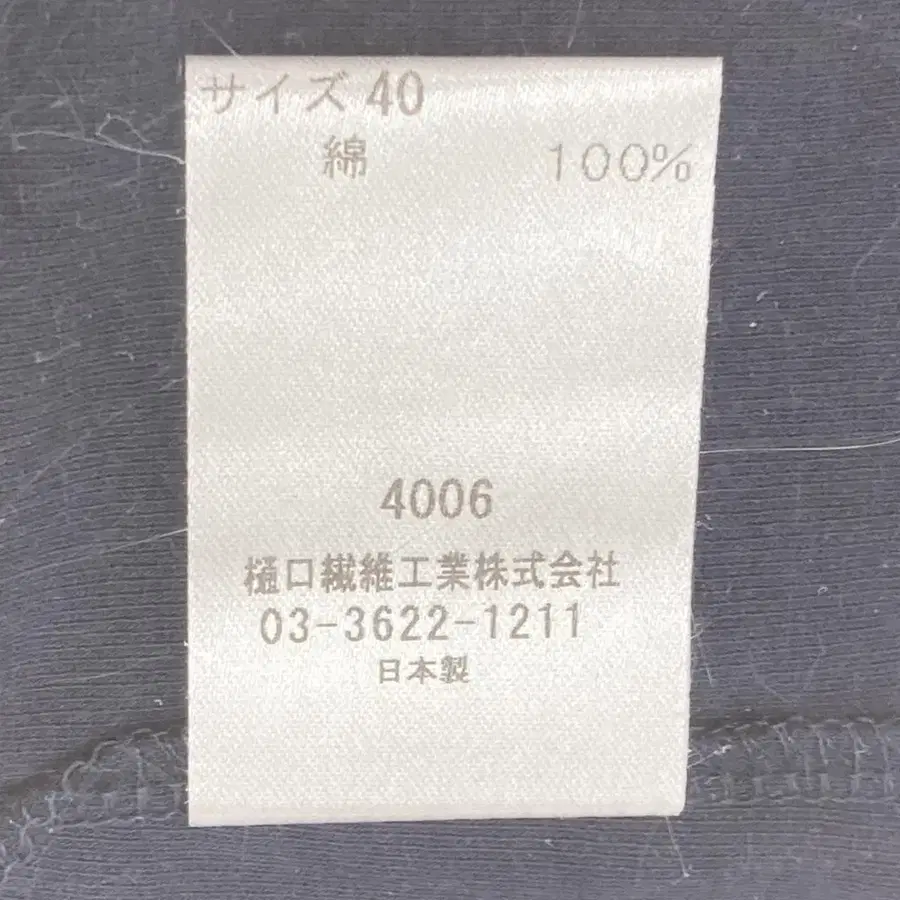 サイズ 40
綿 100%
4006
樋口繊維工業株式会社
03-3622-1211
日本製